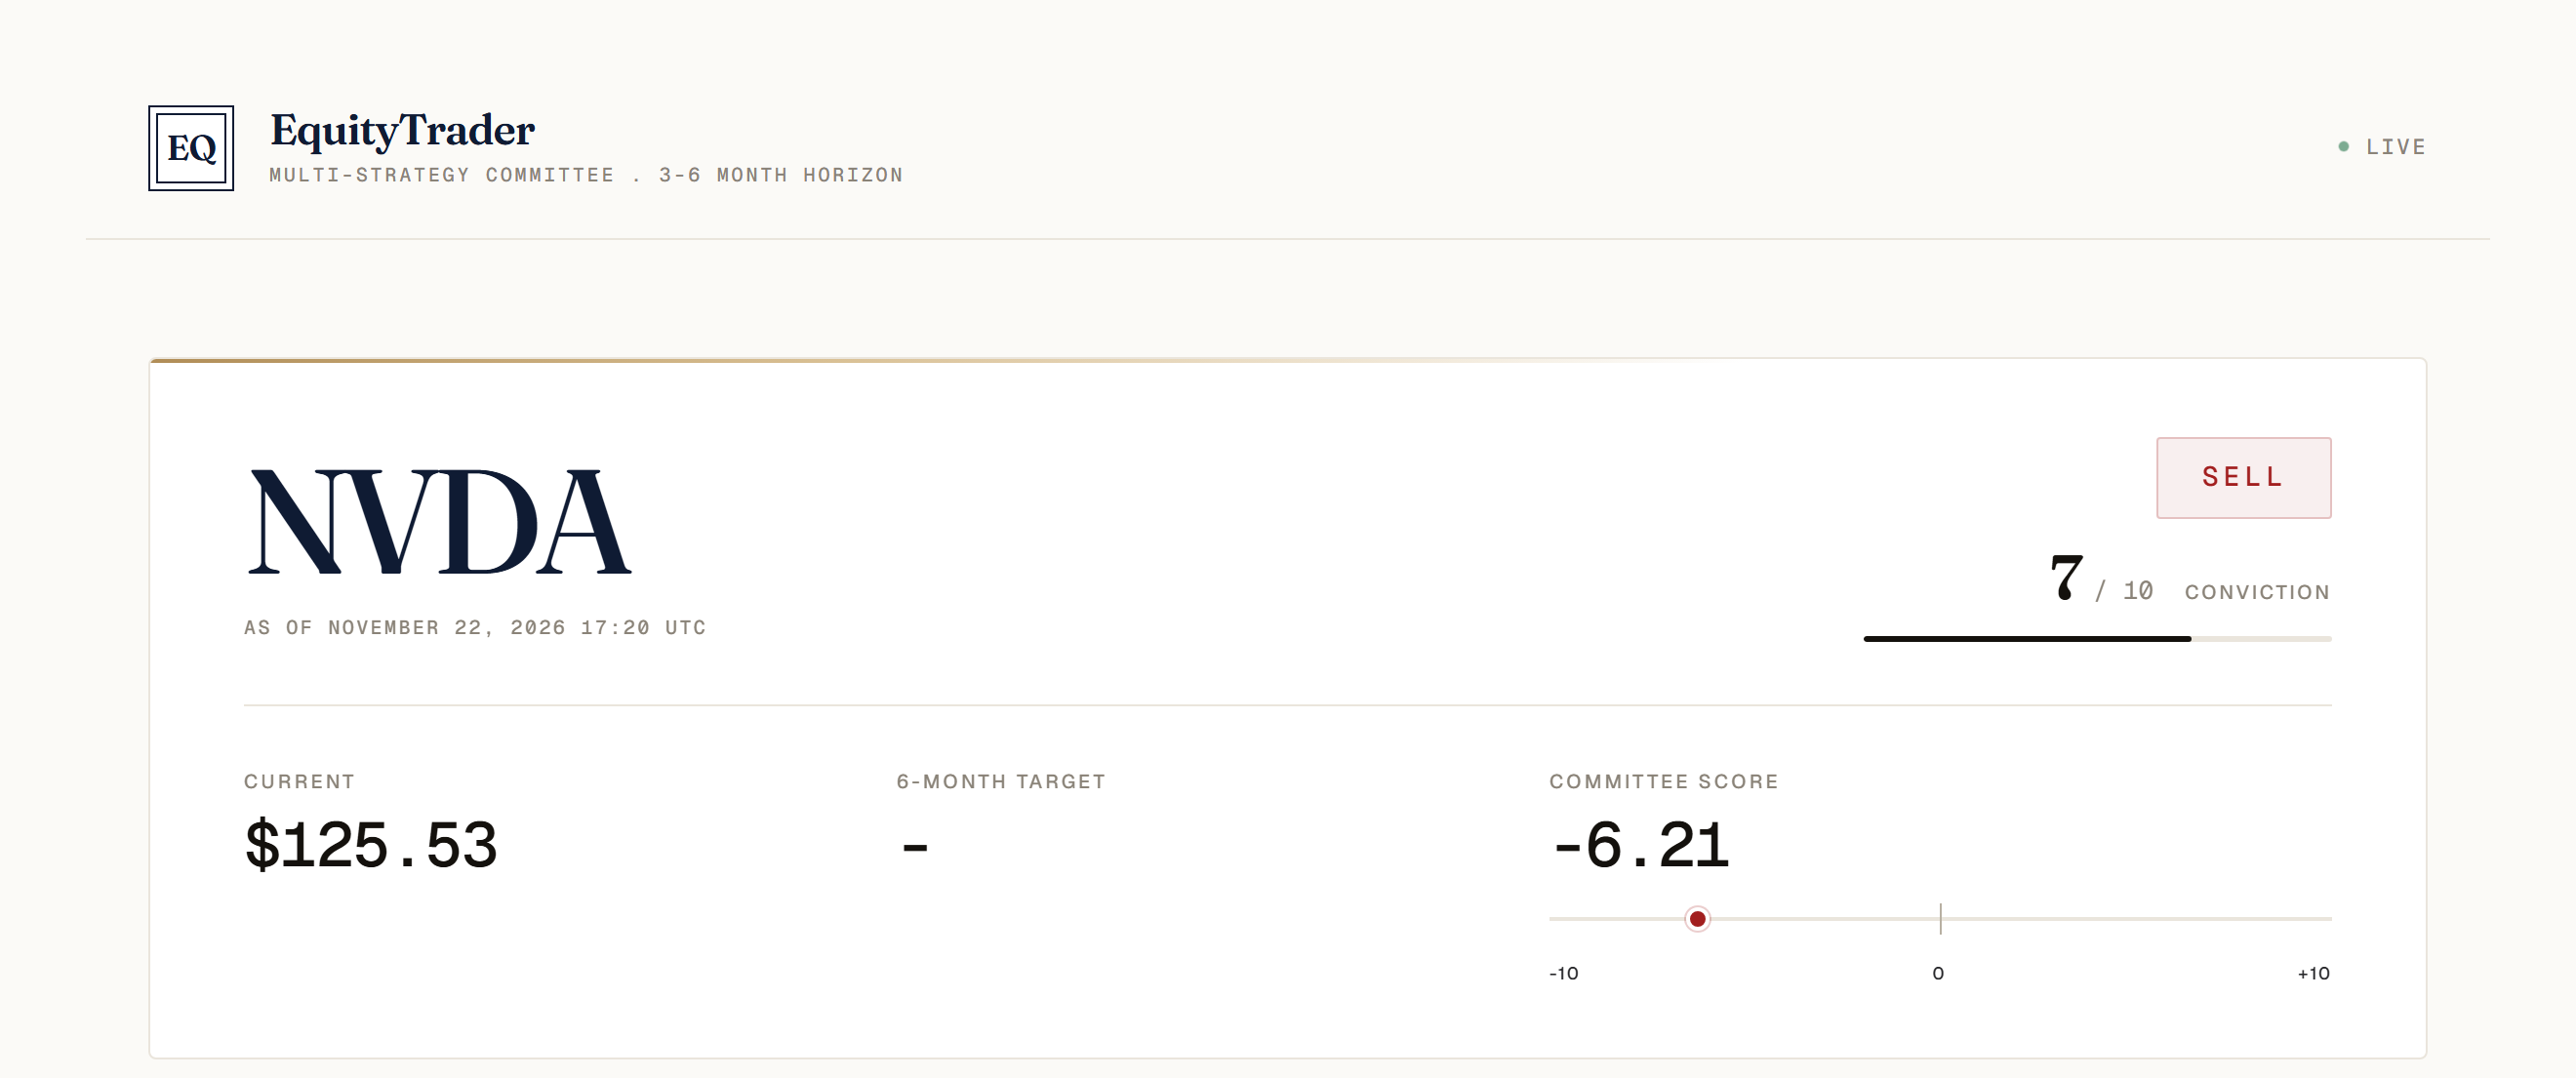 EQ
EquityTrader
MULTI-STRATEGY COMMITTEE . 3-6 MONTH HORIZON
LIVE
NVDA
AS OF NOVEMBER 22, 2026 17:20 UTC
SELL
7 / 10 CONVICTION
CURRENT
$125.53
6-MONTH TARGET
-
COMMITTEE SCORE
-6.21
-10 0 +10